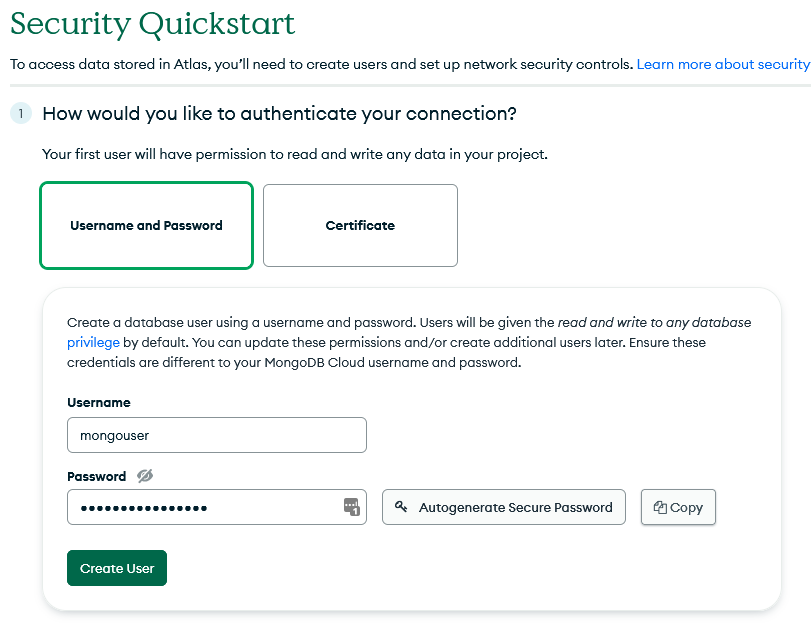 Security Quickstart
To access data stored in Atlas, you’ll need to create users and set up network security controls. Learn more about security
1 How would you like to authenticate your connection?
Your first user will have permission to read and write any data in your project.
Username and Password Certificate
Create a database user using a username and password. Users will be given the read and write to any database
privilege by default. You can update these permissions and/or create additional users later. Ensure these
credentials are different to your MongoDB Cloud username and password.
Username
mongouser
Password
•••••••••••••••• 1 Autogenerate Secure Password Copy
Create User